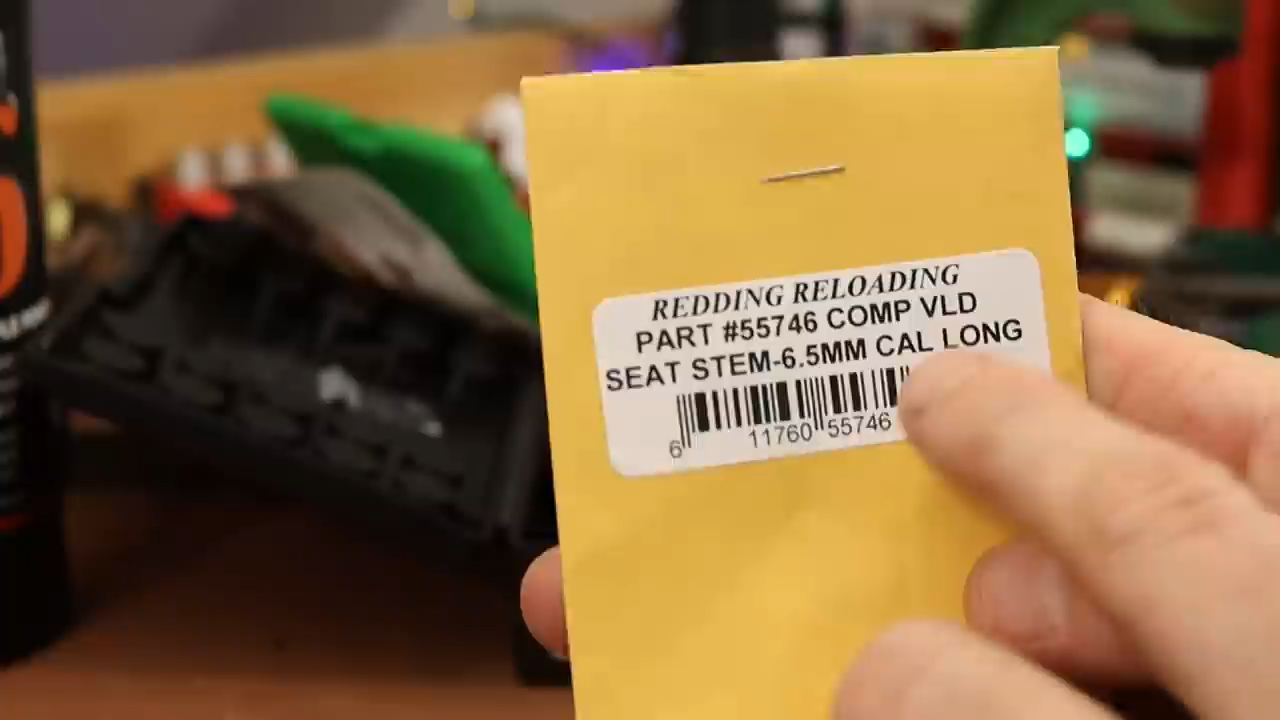 REDDING RELOADING
PART #55746 COMP VLD
SEAT STEM-6.5MM CAL LONG
6 11760 55746